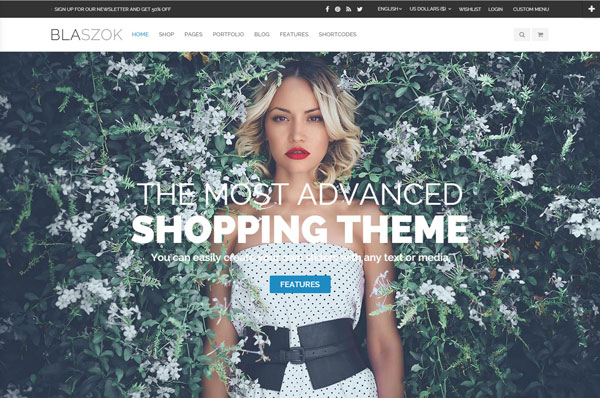 SIGN UP FOR OUR NEWSLETTER AND GET 50% OFF
ENGLISH US DOLLARS ($) WISHLIST LOGIN CUSTOM MENU
BLASZOK HOME SHOP PAGES PORTFOLIO BLOG FEATURES SHORTCODES
THE MOST ADVANCED
SHOPPING THEME
You can easily create with any text or media.
FEATURES